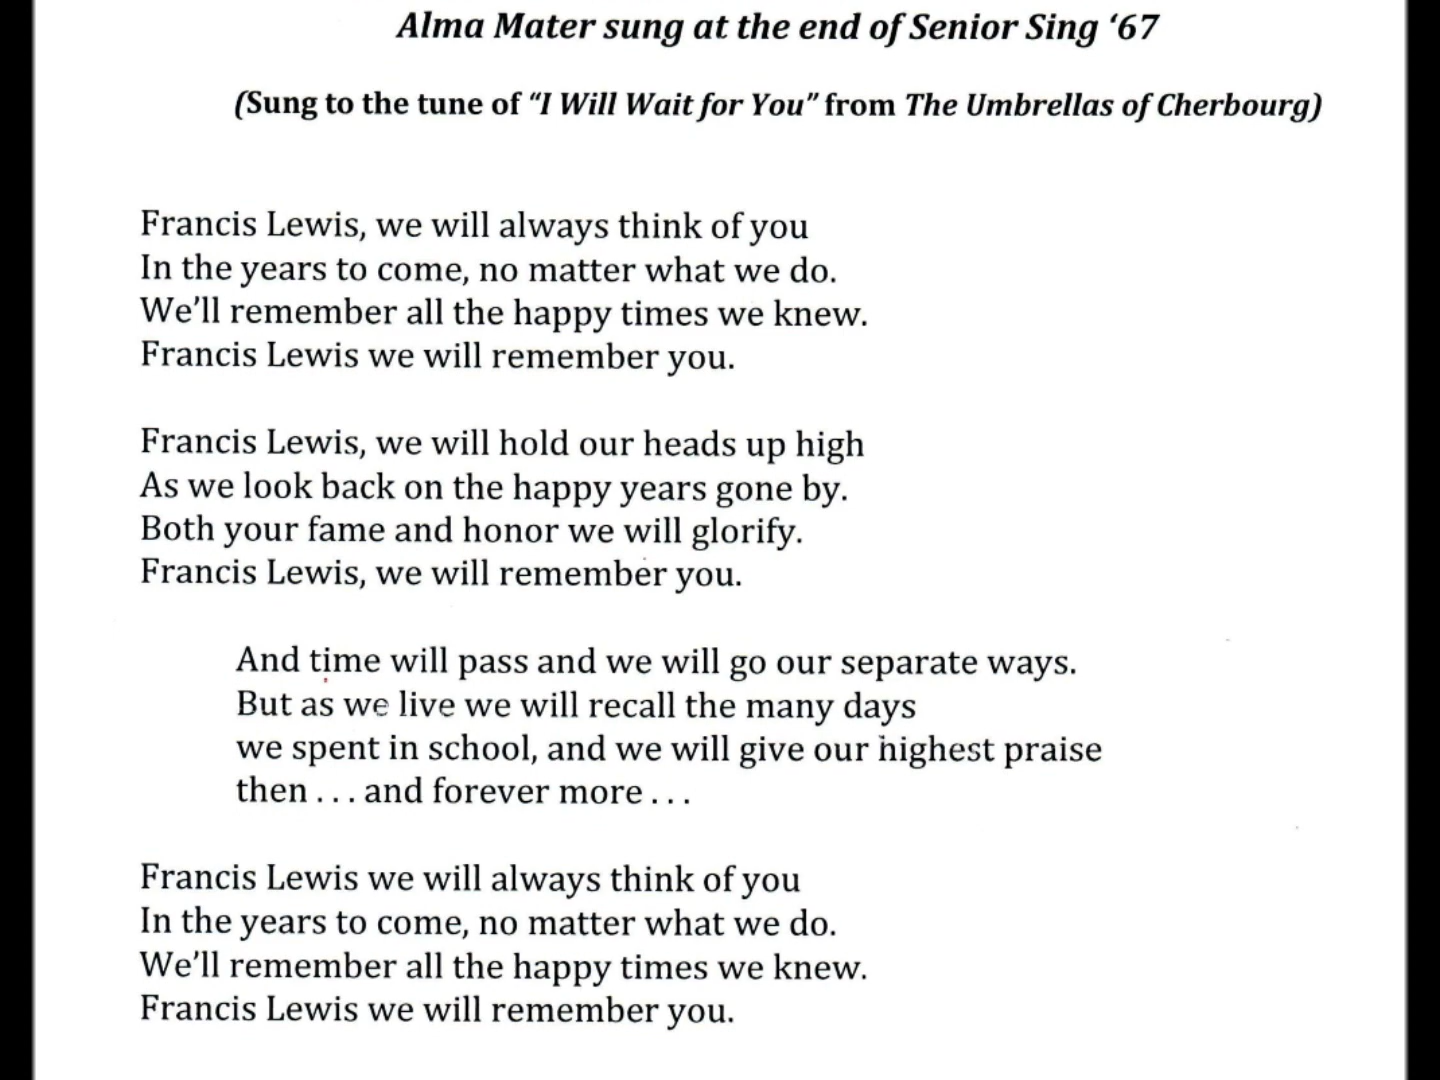 Alma Mater sung at the end of Senior Sing ‘67
(Sung to the tune of “I Will Wait for You” from The Umbrellas of Cherbourg)
Francis Lewis, we will always think of you
In the years to come, no matter what we do.
We’ll remember all the happy times we knew.
Francis Lewis we will remember you.
Francis Lewis, we will hold our heads up high
As we look back on the happy years gone by.
Both your fame and honor we will glorify.
Francis Lewis, we will remember you.
And time will pass and we will go our separate ways.
But as we live we will recall the many days
we spent in school, and we will give our highest praise
then . . . and forever more . . .
Francis Lewis we will always think of you
In the years to come, no matter what we do.
We’ll remember all the happy times we knew.
Francis Lewis we will remember you.